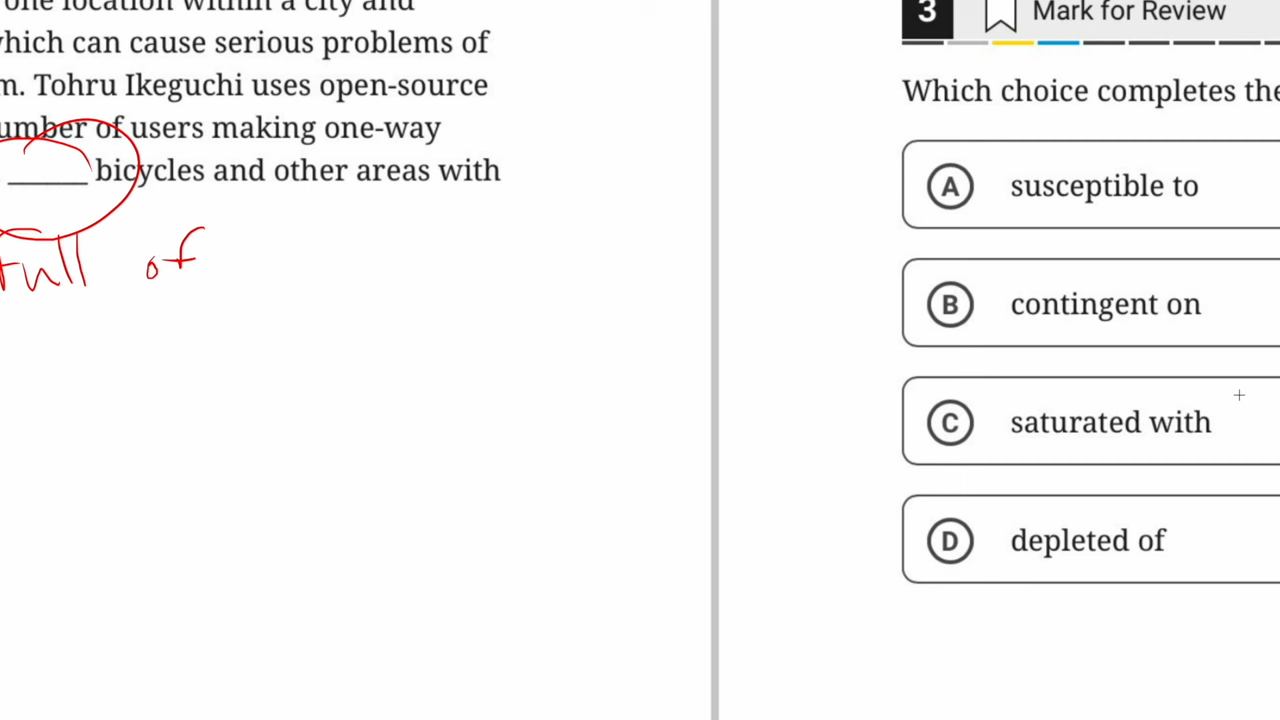 one location within a city and
which can cause serious problems of
m. Tohru Ikeguchi uses open-source
umber of users making one-way
______ bicycles and other areas with
full of
3 Mark for Review
Which choice completes the
A susceptible to
B contingent on
C saturated with
D depleted of